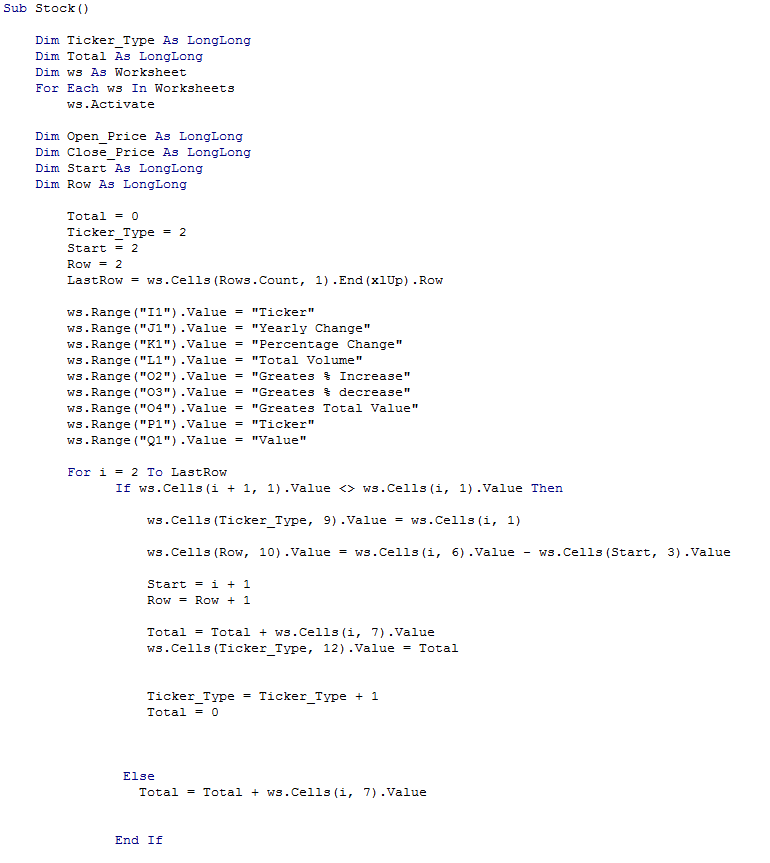 Sub Stock()
Dim Ticker_Type As LongLong
Dim Total As LongLong
Dim ws As Worksheet
For Each ws In Worksheets
ws.Activate
Dim Open_Price As LongLong
Dim Close_Price As LongLong
Dim Start As LongLong
Dim Row As LongLong
Total = 0
Ticker_Type = 2
Start = 2
Row = 2
LastRow = ws.Cells(Rows.Count, 1).End(xlUp).Row
ws.Range("I1").Value = "Ticker"
ws.Range("J1").Value = "Yearly Change"
ws.Range("K1").Value = "Percentage Change"
ws.Range("L1").Value = "Total Volume"
ws.Range("O2").Value = "Greates % Increase"
ws.Range("O3").Value = "Greates % decrease"
ws.Range("O4").Value = "Greates Total Value"
ws.Range("P1").Value = "Ticker"
ws.Range("Q1").Value = "Value"
For i = 2 To LastRow
If ws.Cells(i + 1, 1).Value <> ws.Cells(i, 1).Value Then
ws.Cells(Ticker_Type, 9).Value = ws.Cells(i, 1)
ws.Cells(Row, 10).Value = ws.Cells(i, 6).Value - ws.Cells(Start, 3).Value
Start = i + 1
Row = Row + 1
Total = Total + ws.Cells(i, 7).Value
ws.Cells(Ticker_Type, 12).Value = Total
Ticker_Type = Ticker_Type + 1
Total = 0
Else
Total = Total + ws.Cells(i, 7).Value
End If